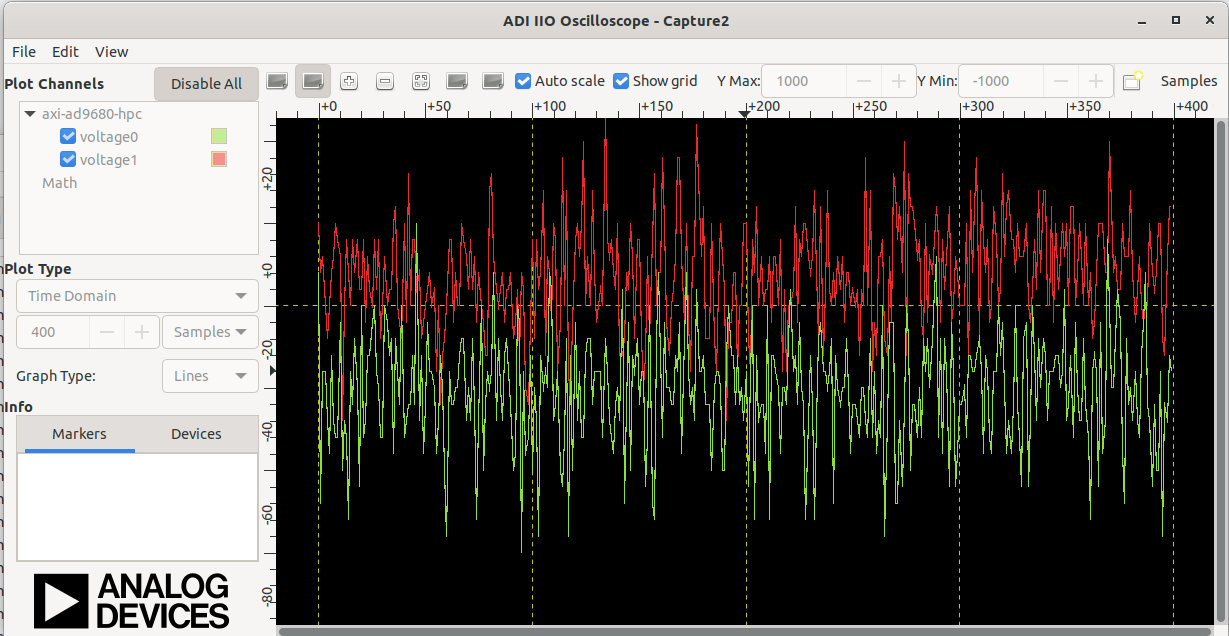 ADI IIO Oscilloscope - Capture2
File Edit View
Plot Channels Disable All Auto scale Show grid Y Max: 1000 Y Min: -1000 Samples
axi-ad9680-hpc
voltage0
voltage1
Math
+0 +50 +100 +150 +200 +250 +300 +350 +400
+20
+0
-20
-40
-60
-80
Plot Type
Time Domain
400 Samples
Graph Type: Lines
Info
Markers Devices
ANALOG
DEVICES